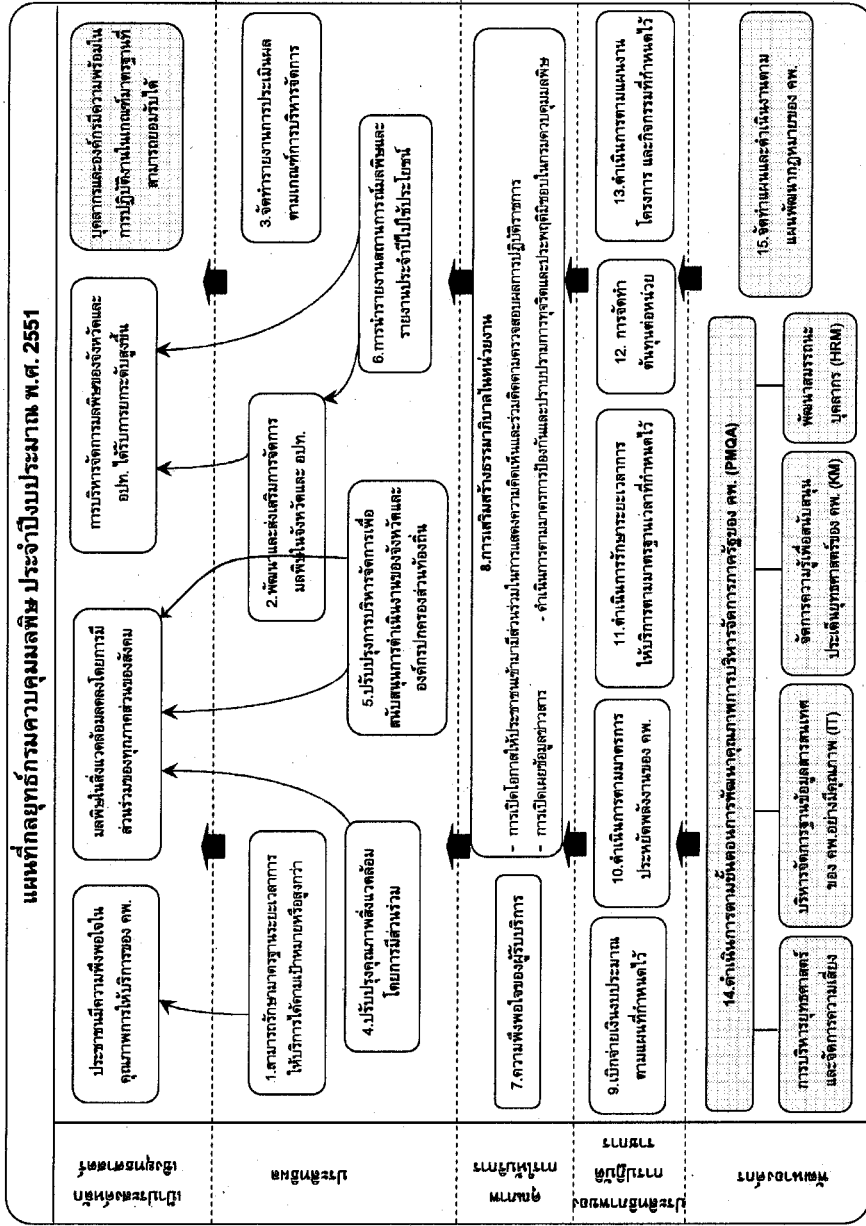 แผนที่กลยุทธ์กรมควบคุมมลพิษ ประจำปีงบประมาณ พ.ศ. 2551
เป้าประสงค์หลัก
เชิงยุทธศาสตร์
ประชาชนมีความพึงพอใจใน
คุณภาพการให้บริการของ คพ.
มลพิษในสิ่งแวดล้อมลดลงโดยการมี
ส่วนร่วมของทุกภาคส่วนของสังคม
การบริหารจัดการมลพิษของจังหวัดและ
อปท. ได้รับการยกระดับสูงขึ้น
บุคลากรและองค์กรมีความพร้อมใน
การปฏิบัติงานในเกณฑ์มาตรฐานที่
สามารถยอมรับได้
ประสิทธิผล
1.สามารถรักษามาตรฐานระยะเวลาการ
ให้บริการได้ตามเป้าหมายหรือสูงกว่า
2.พัฒนาและส่งเสริมการจัดการ
มลพิษในจังหวัดและ อปท.
3.จัดทำรายงานการประเมินผล
ตามเกณฑ์การบริหารจัดการ
4.ปรับปรุงคุณภาพสิ่งแวดล้อม
โดยการมีส่วนร่วม
5.ปรับปรุงการบริหารจัดการเพื่อ
สนับสนุนการดำเนินงานของจังหวัดและ
องค์กรปกครองส่วนท้องถิ่น
6.การนำรายงานสถานการณ์มลพิษและ
รายงานประจำปีไปใช้ประโยชน์
คุณภาพ
การให้บริการ
7.ความพึงพอใจของผู้รับบริการ
8.การเสริมสร้างธรรมาภิบาลในหน่วยงาน
- การเปิดโอกาสให้ประชาชนเข้ามามีส่วนร่วมในการแสดงความคิดเห็นและร่วมติดตามตรวจสอบผลการปฏิบัติราชการ
- การเปิดเผยข้อมูลข่าวสาร - ดำเนินการตามมาตรการป้องกันและปราบปรามการทุจริตและประพฤติมิชอบในกรมควบคุมมลพิษ
ประสิทธิภาพของ
การปฏิบัติ
ราชการ
9.เบิกจ่ายเงินงบประมาณ
ตามแผนที่กำหนดไว้
10.ดำเนินการตามมาตรการ
ประหยัดพลังงานของ คพ.
11.ดำเนินการรักษาระยะเวลาการ
ให้บริการตามมาตรฐานเวลาที่กำหนดไว้
12. การจัดทำ
ต้นทุนต่อหน่วย
13.ดำเนินการตามแผนงาน
โครงการ และกิจกรรมที่กำหนดไว้
พัฒนาองค์กร
14.ดำเนินการตามขั้นตอนการพัฒนาคุณภาพการบริหารจัดการภาครัฐของ คพ. (PMQA)
15.จัดทำแผนและดำเนินงานตาม
แผนพัฒนากฎหมายของ คพ.
การบริหารยุทธศาสตร์
และจัดการความเสี่ยง
บริหารจัดการฐานข้อมูลสารสนเทศ
ของ คพ.อย่างมีคุณภาพ (IT)
จัดการความรู้เพื่อสนับสนุน
ประเด็นยุทธศาสตร์ของ คพ. (KM)
พัฒนาสมรรถนะ
บุคลากร (HRM)